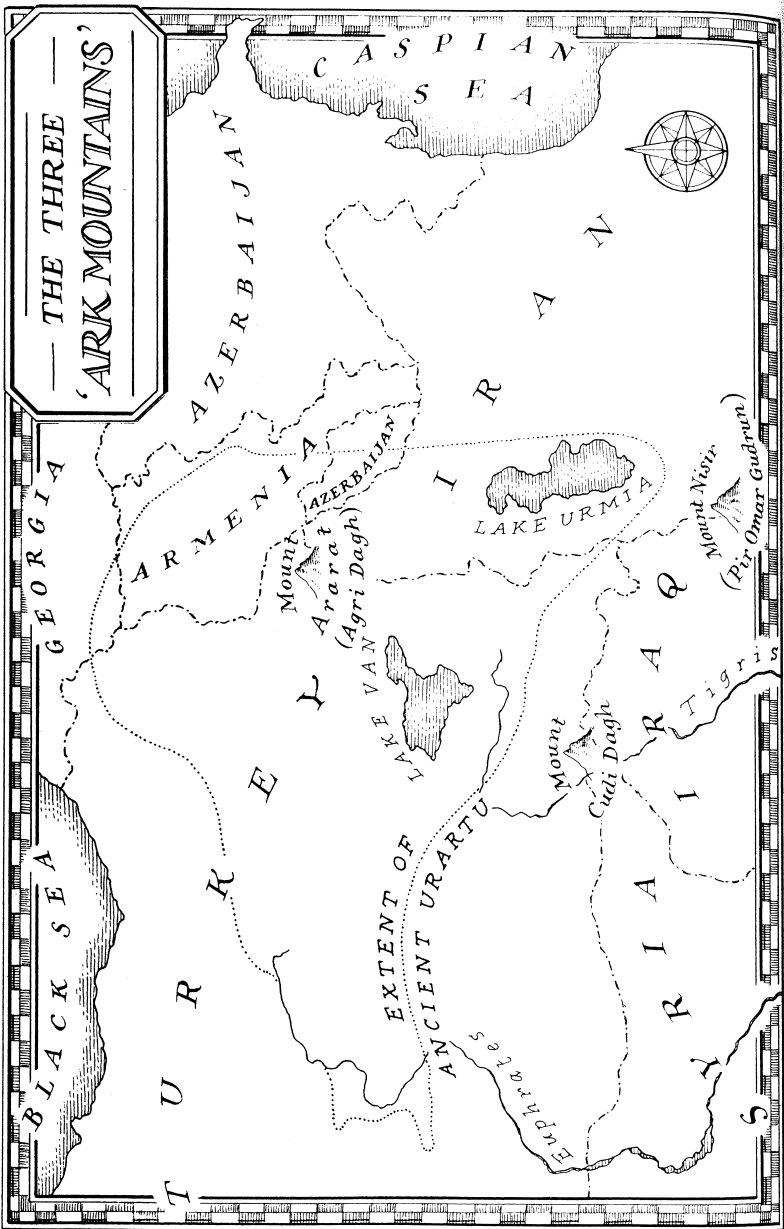 THE THREE
'ARK MOUNTAINS'
BLACK SEA
GEORGIA
CASPIAN
SEA
AZERBAIJAN
ARMENIA
AZERBAIJAN
TURKEY
Mount
Ararat
(Agri Dagh)
LAKE VAN
IRAN
LAKE URMIA
EXTENT OF
ANCIENT URARTU
Euphrates
Mount
Cudi Dagh
Tigris
IRAQ
SYRIA
Mount Nisir
(Pir Omar Gudrun)